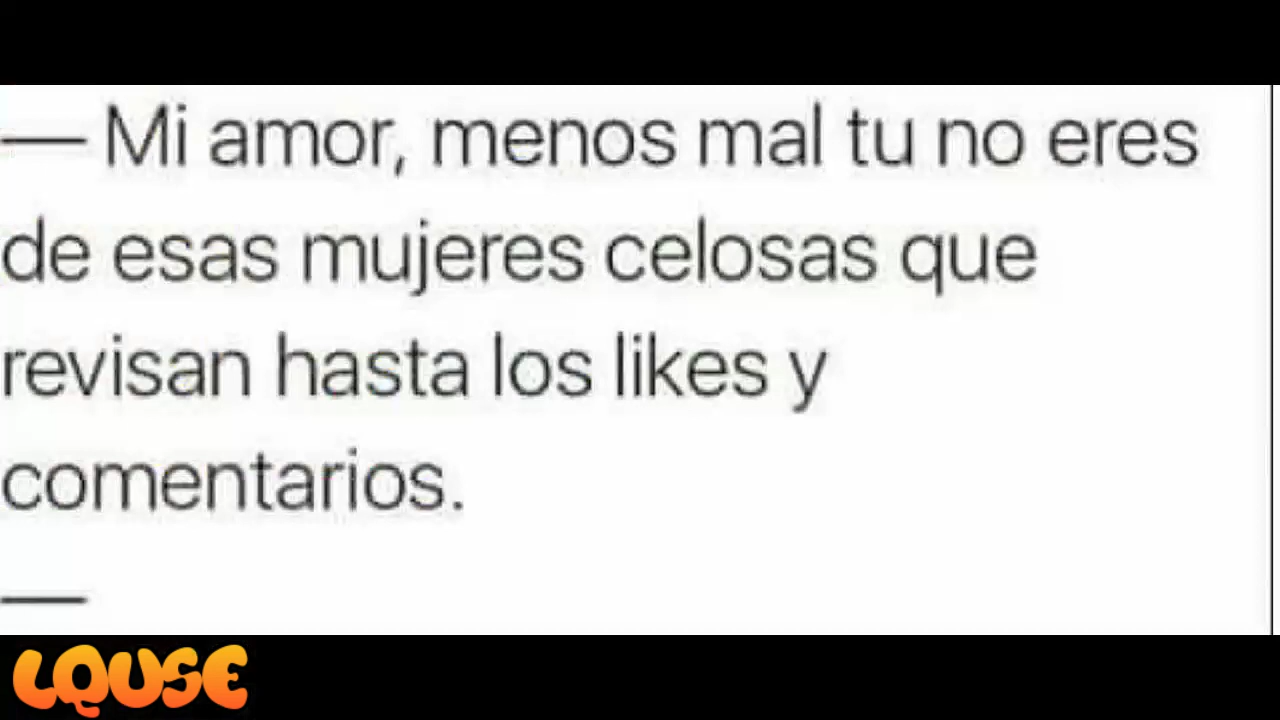 — Mi amor, menos mal tu no eres
de esas mujeres celosas que
revisan hasta los likes y
comentarios.
—
LQUSE